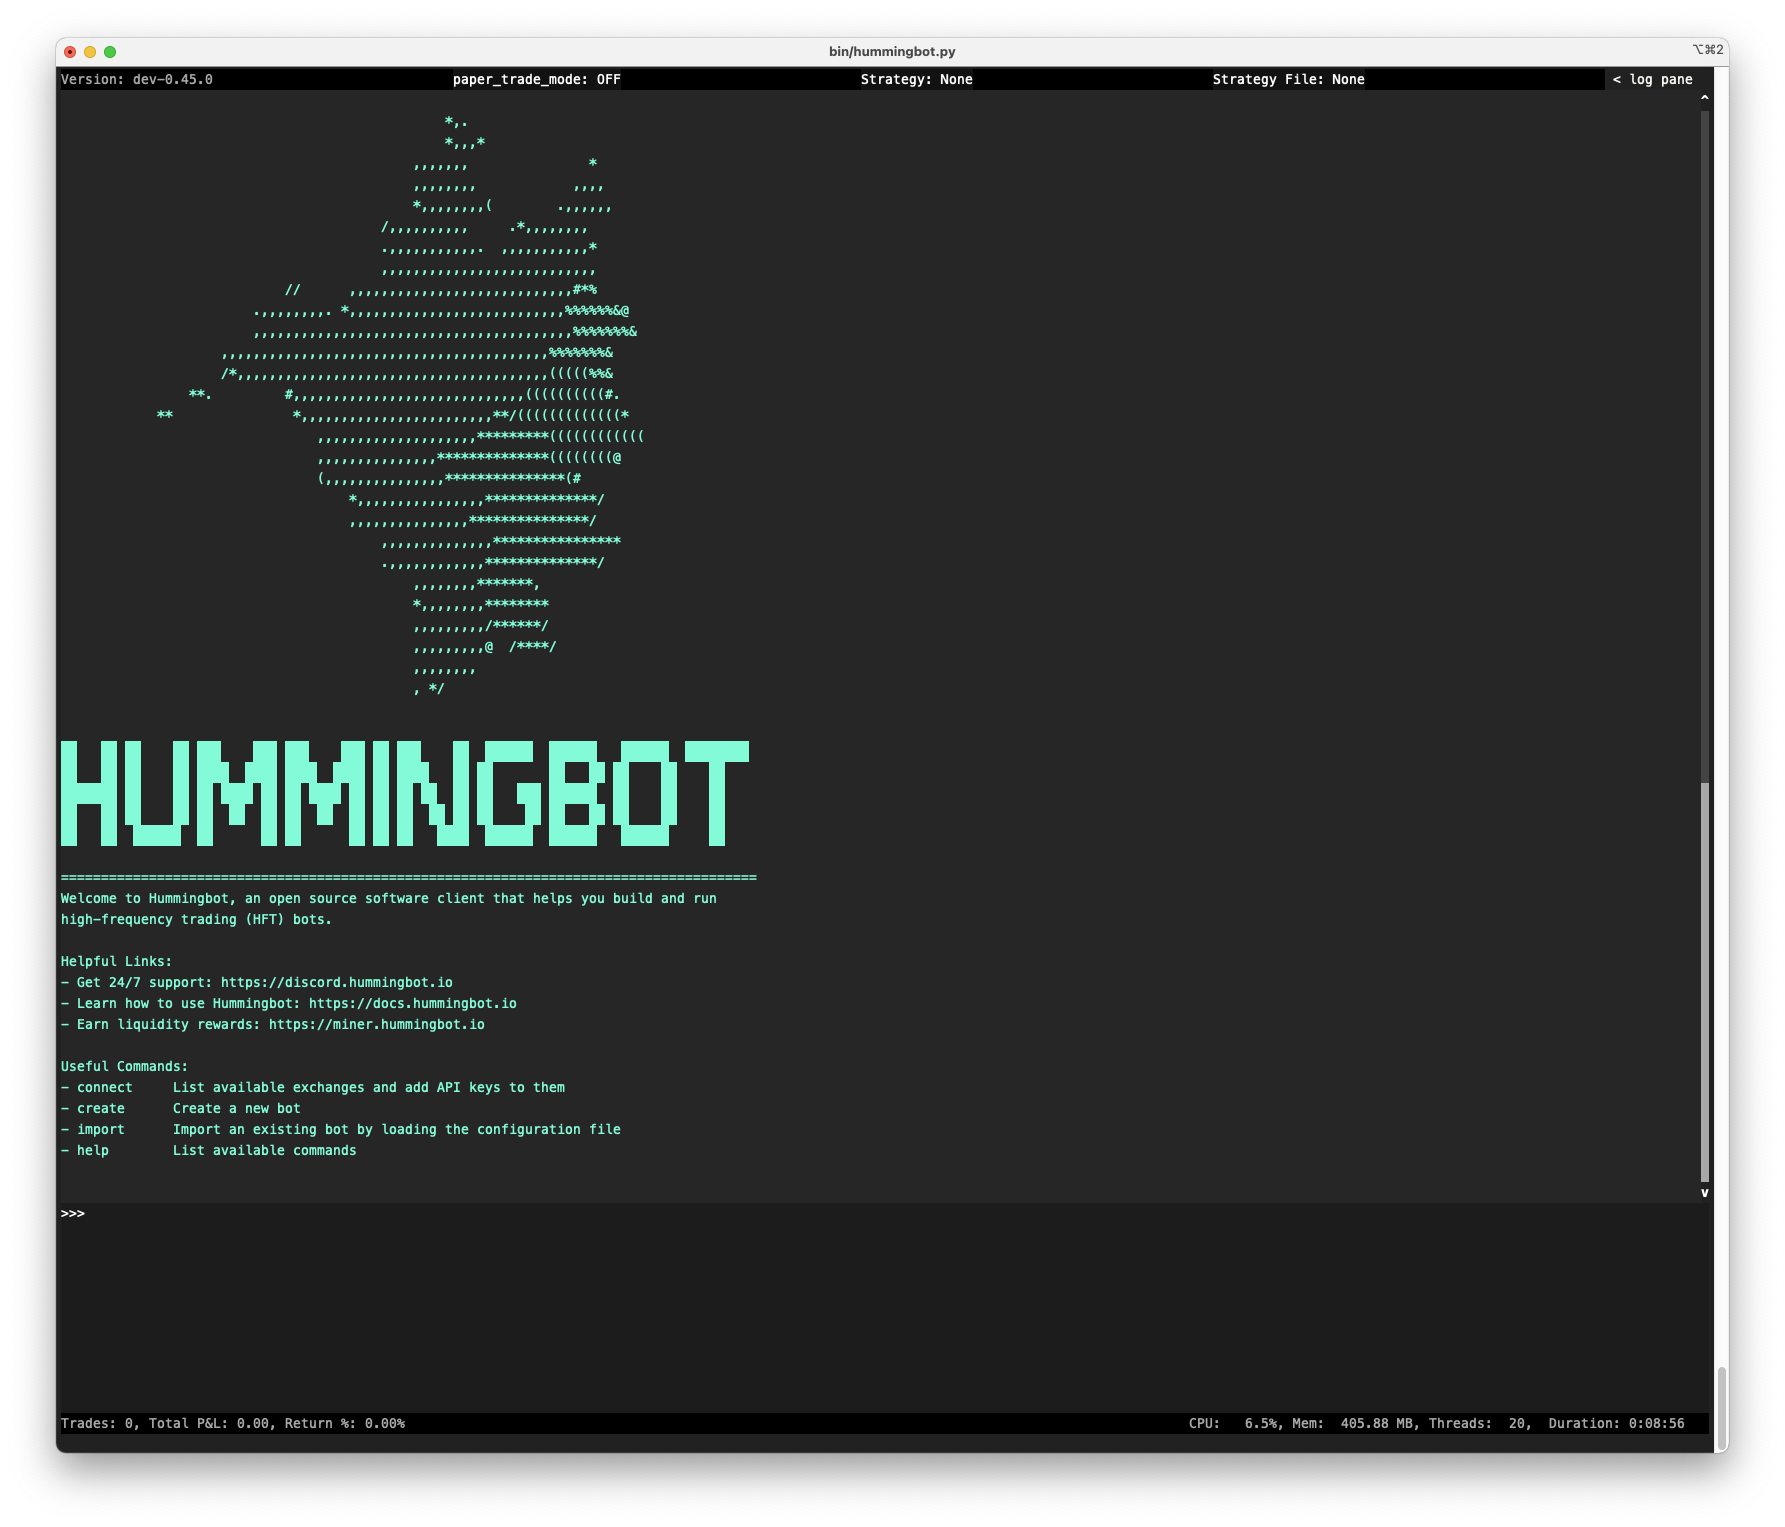 bin/hummingbot.py ⌥⌘2
Version: dev-0.45.0 paper_trade_mode: OFF Strategy: None Strategy File: None < log pane
HUMMINGBOT
Welcome to Hummingbot, an open source software client that helps you build and run
high-frequency trading (HFT) bots.
Helpful Links:
- Get 24/7 support: https://discord.hummingbot.io
- Learn how to use Hummingbot: https://docs.hummingbot.io
- Earn liquidity rewards: https://miner.hummingbot.io
Useful Commands:
- connect List available exchanges and add API keys to them
- create Create a new bot
- import Import an existing bot by loading the configuration file
- help List available commands
>>>
Trades: 0, Total P&L: 0.00, Return %: 0.00% CPU: 6.5%, Mem: 405.88 MB, Threads: 20, Duration: 0:08:56